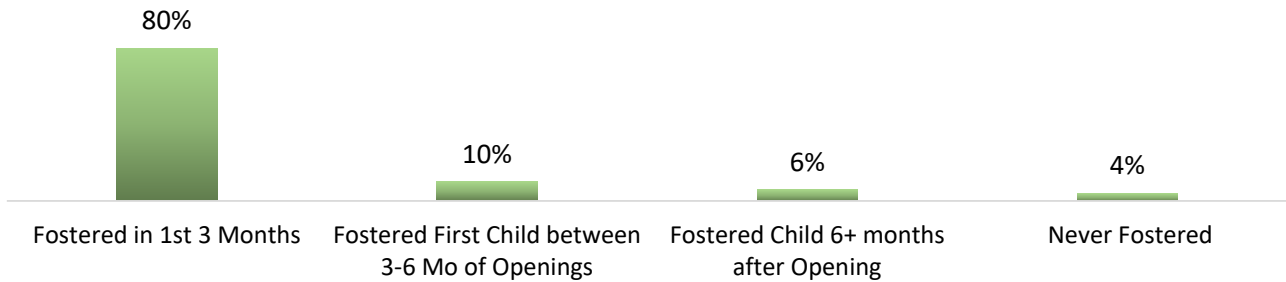 80%
10%
6%
4%
Fostered in 1st 3 Months
Fostered First Child between
3-6 Mo of Openings
Fostered Child 6+ months
after Opening
Never Fostered